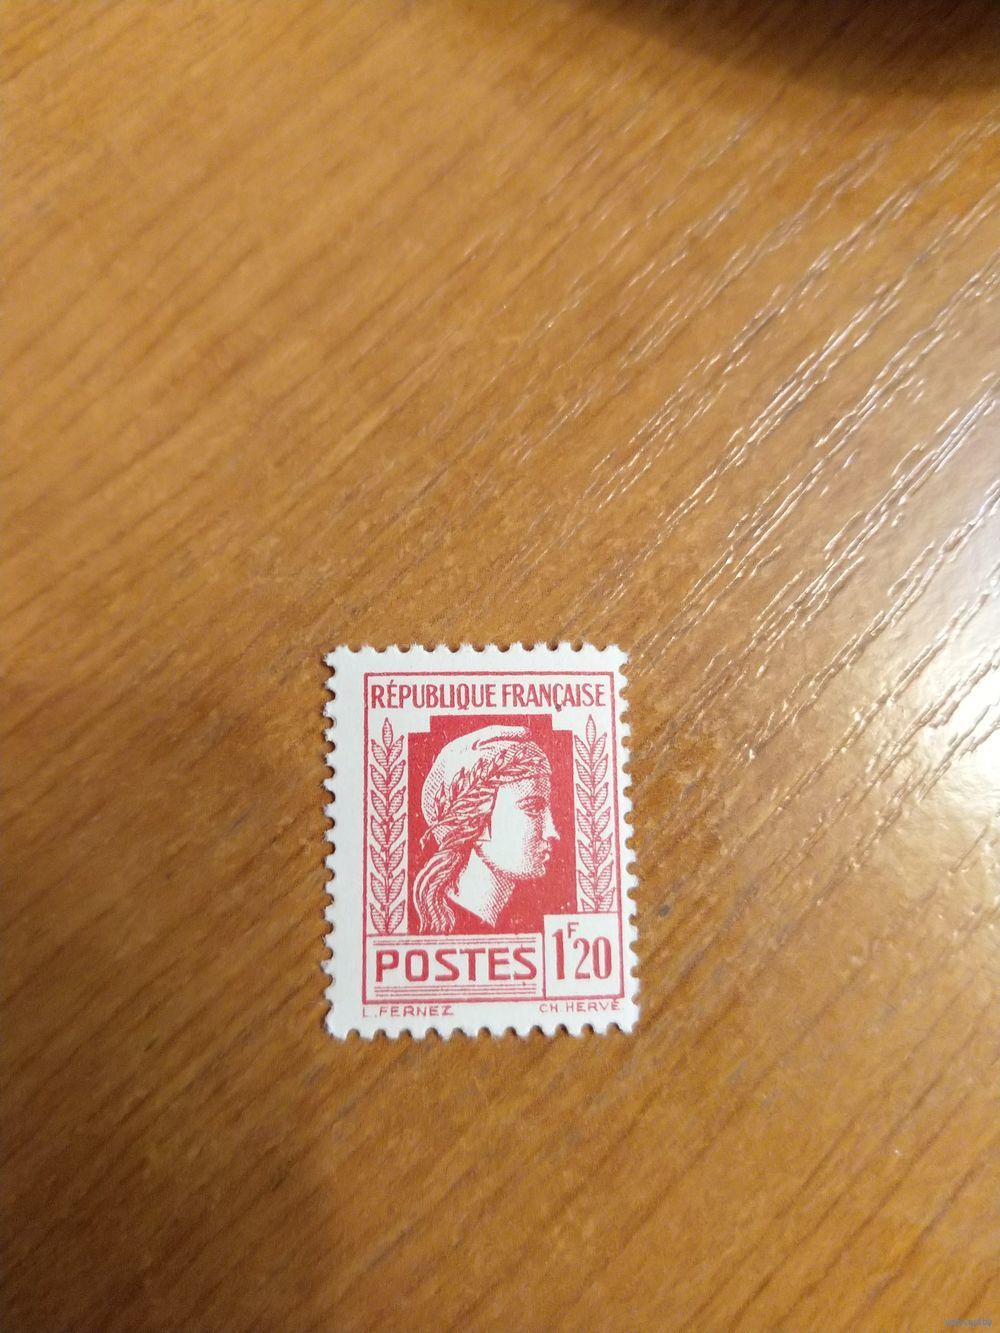 RÉPUBLIQUE FRANÇAISE
POSTES
1F20
L.FERNEZ
CH.HERVÉ